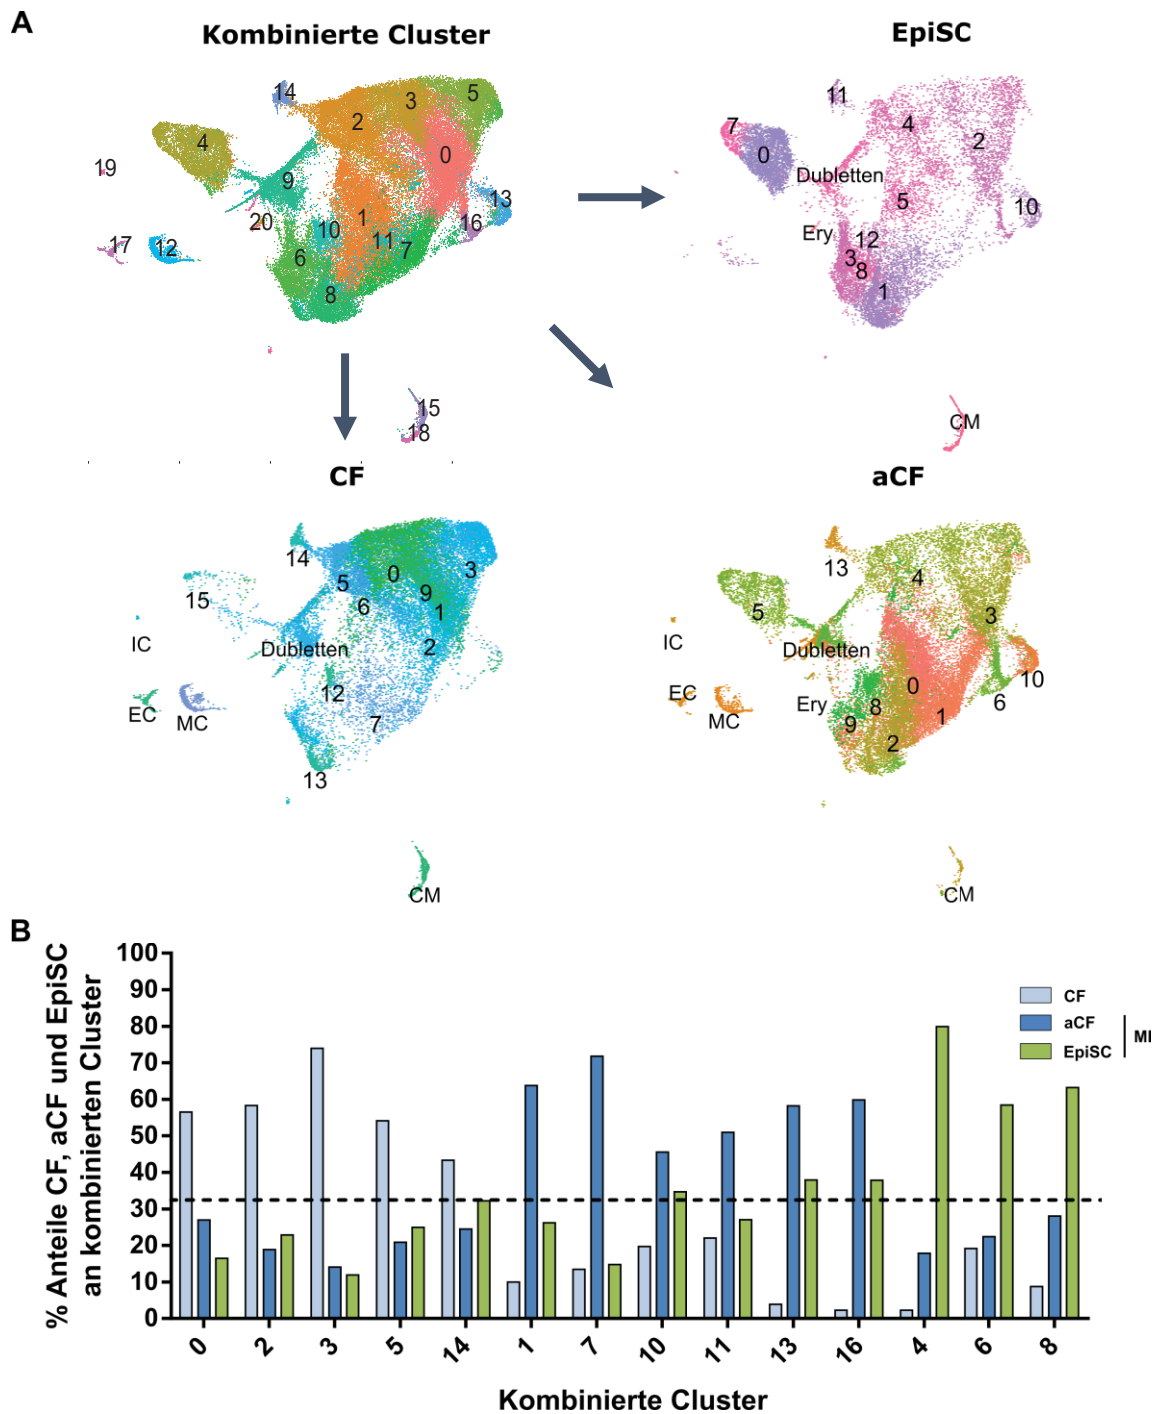 A
Kombinierte Cluster
14
3
5
2
4
0
19
9
13
1
16
20
10
11
17
12
7
6
8
15
18
EpiSC
11
7
4
2
0
Dubletten
5
10
Ery
12
3
8
1
CM
CF
14
0
3
5
9
15
6
1
IC
Dubletten
2
12
EC
MC
7
13
CM
aCF
13
4
5
3
IC
Dubletten
10
0
EC
Ery
8
6
MC
9
1
2
CM
B
% Anteile CF, aCF und EpiSC
an kombinierten Cluster
100
90
80
70
60
50
40
30
20
10
0
CF
aCF
EpiSC
MI
0
2
3
5
14
1
7
10
11
13
16
4
6
8
Kombinierte Cluster